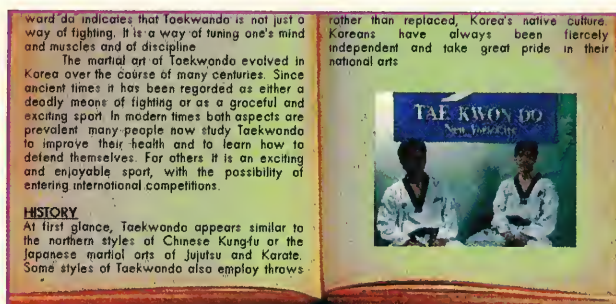 word do indicates that Taekwando is not just a
way of fighting. It is a way of tuning one's mind
and muscles and of discipline
The martial art of Taekwondo evolved in
Korea over the course of many centuries. Since
ancient times it has been regarded as either a
deadly means of fighting or as a graceful and
exciting sport. In modern times both aspects are
prevalent many people now study Taekwondo
to improve their health and to learn how to
defend themselves. For others it is an exciting
and enjoyable sport, with the possibility of
entering international competitions.
HISTORY
At first glance, Taekwondo appears similar to
the northern styles of Chinese Kung-fu or the
Japanese martial arts of Jujutsu and Karate.
Some styles of Taekwondo also employ throws
rather than replaced, Korea's native culture.
Koreans have always been fiercely
independent and take great pride in their
national arts
TAE KWON DO
New York City